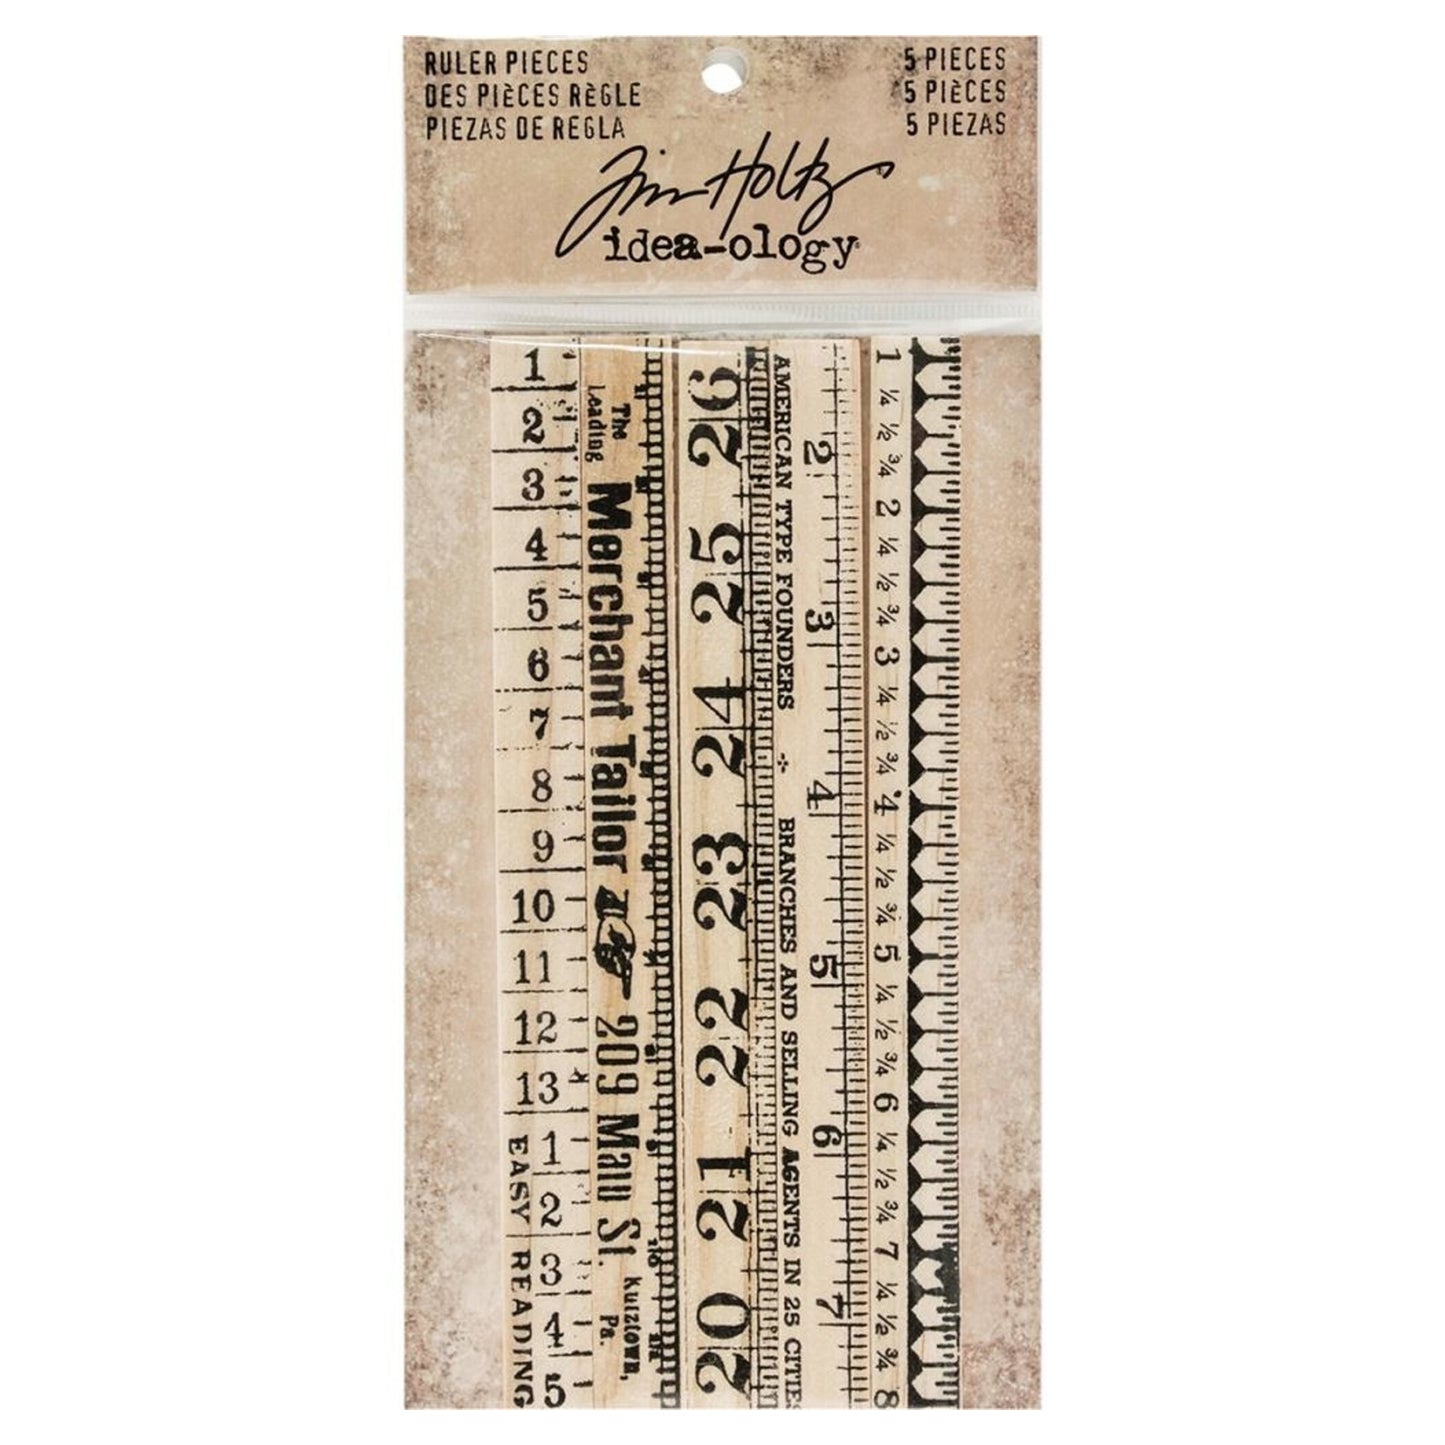 RULER PIECES
DES PIÈCES RÈGLE
PIEZAS DE REGLA
5 PIECES
5 PIÈCES
5 PIEZAS
Tim Holtz®
idea-ology®
1
2
3
4
5
6
7
8
9
10
11
12
13
1
2
3
4
5
EASY READING
The
Leading
Merchant Tailor 209 Main St. Kutztown,
Pa.
26
25
24
23
22
21
20
AMERICAN TYPE FOUNDERS BRANCHES AND SELLING AGENTS IN 25 CITIES
2 3 4 5 6 7
1 ¼ ½ ¾ 2 ¼ ½ ¾ 3 ¼ ½ ¾ 4 ¼ ½ ¾ 5 ¼ ½ ¾ 6 ¼ ½ ¾ 7 ¼ ½ ¾ 8